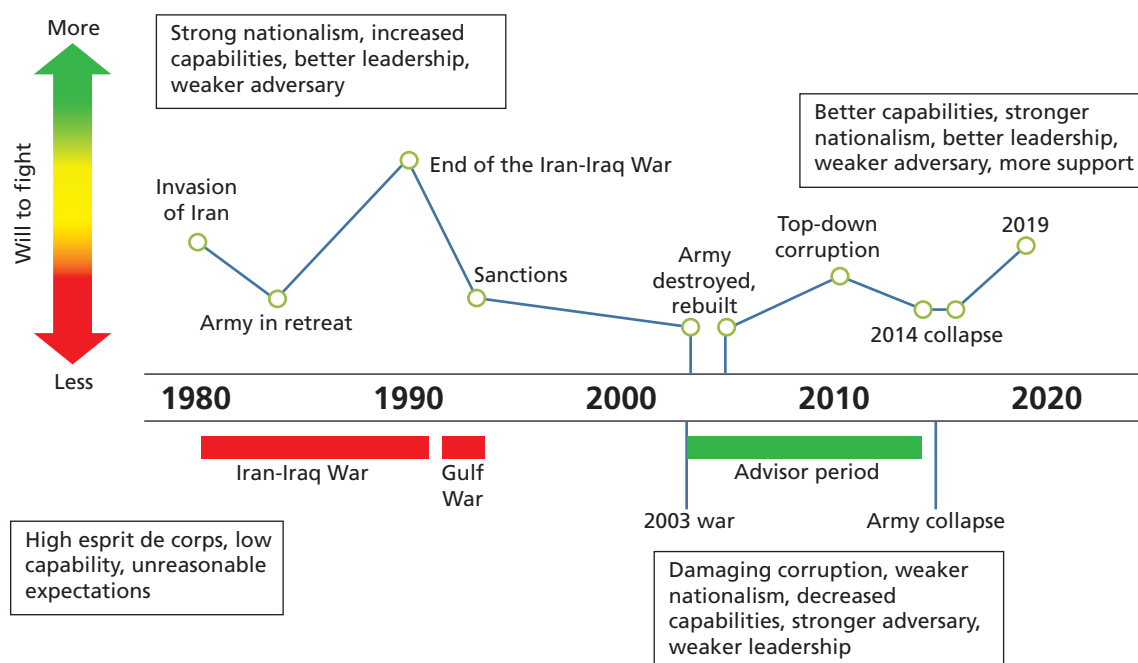 More
Will to fight
Less
Strong nationalism, increased
capabilities, better leadership,
weaker adversary
Better capabilities, stronger
nationalism, better leadership,
weaker adversary, more support
Invasion
of Iran
Army in retreat
End of the Iran-Iraq War
Sanctions
Army
destroyed,
rebuilt
Top-down
corruption
2014 collapse
2019
1980
1990
2000
2010
2020
Iran-Iraq War
Gulf
War
Advisor period
2003 war
Army collapse
High esprit de corps, low
capability, unreasonable
expectations
Damaging corruption, weaker
nationalism, decreased
capabilities, stronger adversary,
weaker leadership